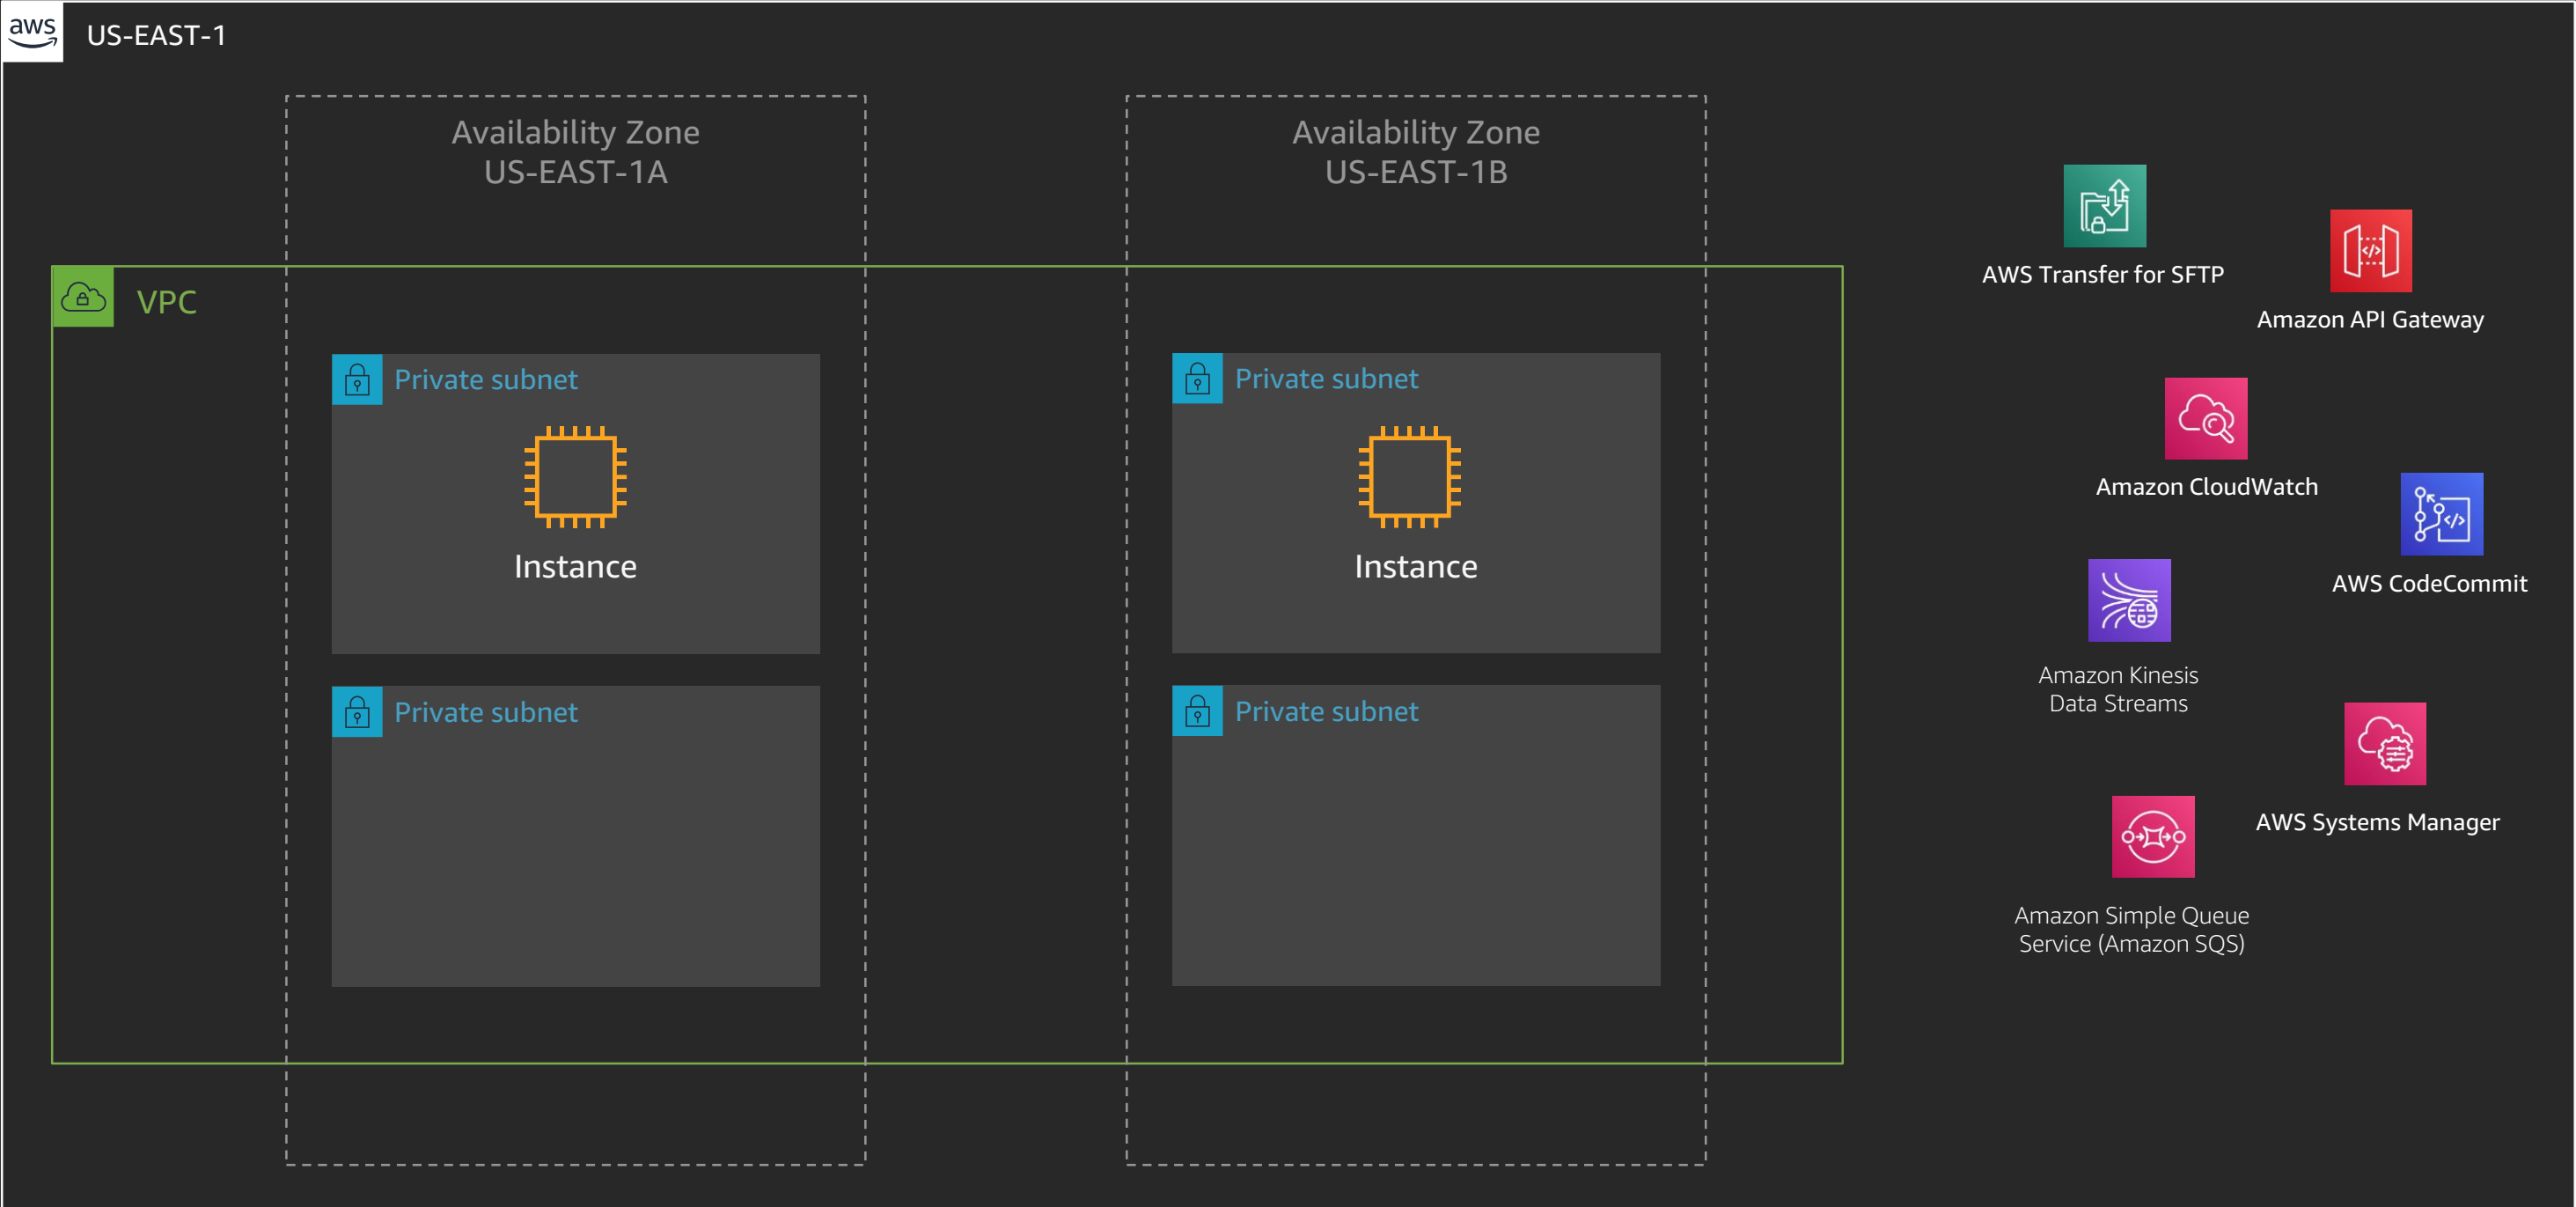 aws
US-EAST-1
Availability Zone
US-EAST-1A
Availability Zone
US-EAST-1B
VPC
Private subnet
Instance
Private subnet
Instance
Private subnet
Private subnet
AWS Transfer for SFTP
Amazon API Gateway
Amazon CloudWatch
AWS CodeCommit
Amazon Kinesis
Data Streams
AWS Systems Manager
Amazon Simple Queue
Service (Amazon SQS)